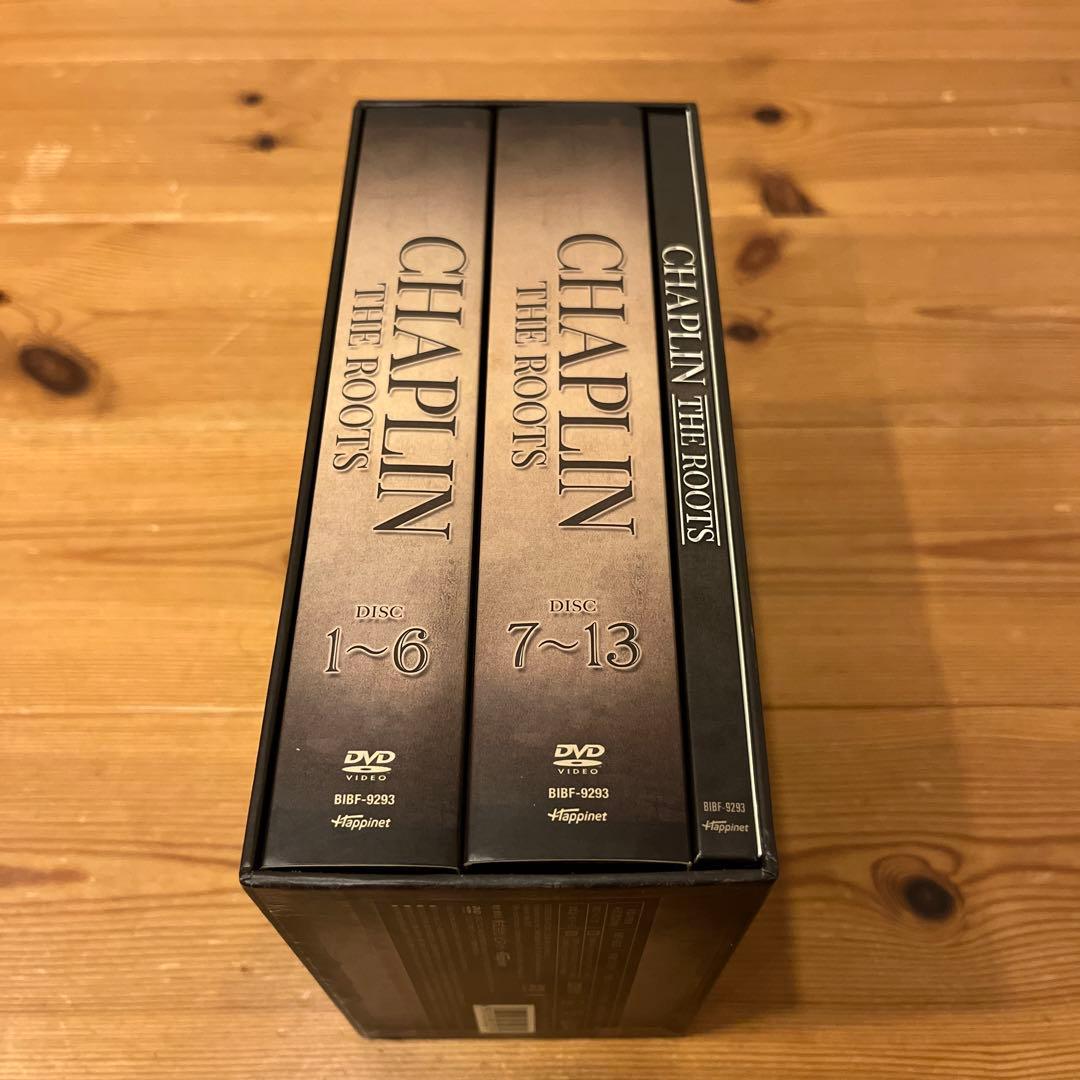 CHAPLIN
THE ROOTS
DISC
1~6
DVD
VIDEO
BIBF-9293
Happinet
CHAPLIN
THE ROOTS
DISC
7~13
DVD
VIDEO
BIBF-9293
Happinet
CHAPLIN THE ROOTS
BIBF-9293
Happinet